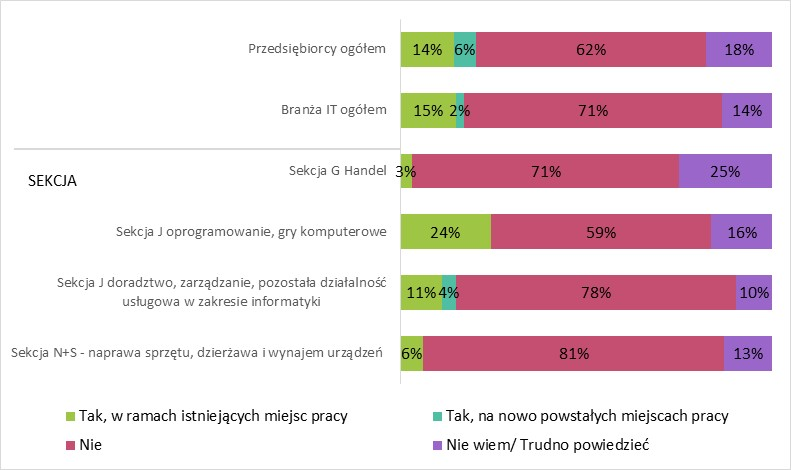 Przedsiębiorcy ogółem
14% 6% 62% 18%
Branża IT ogółem
15% 2% 71% 14%
SEKCJA
Sekcja G Handel
3% 71% 25%
Sekcja J oprogramowanie, gry komputerowe
24% 59% 16%
Sekcja J doradztwo, zarządzanie, pozostała działalność
usługowa w zakresie informatyki
11% 4% 78% 10%
Sekcja N+S - naprawa sprzętu, dzierżawa i wynajem urządzeń
6% 81% 13%
Tak, w ramach istniejących miejsc pracy
Tak, na nowo powstałych miejscach pracy
Nie
Nie wiem/ Trudno powiedzieć